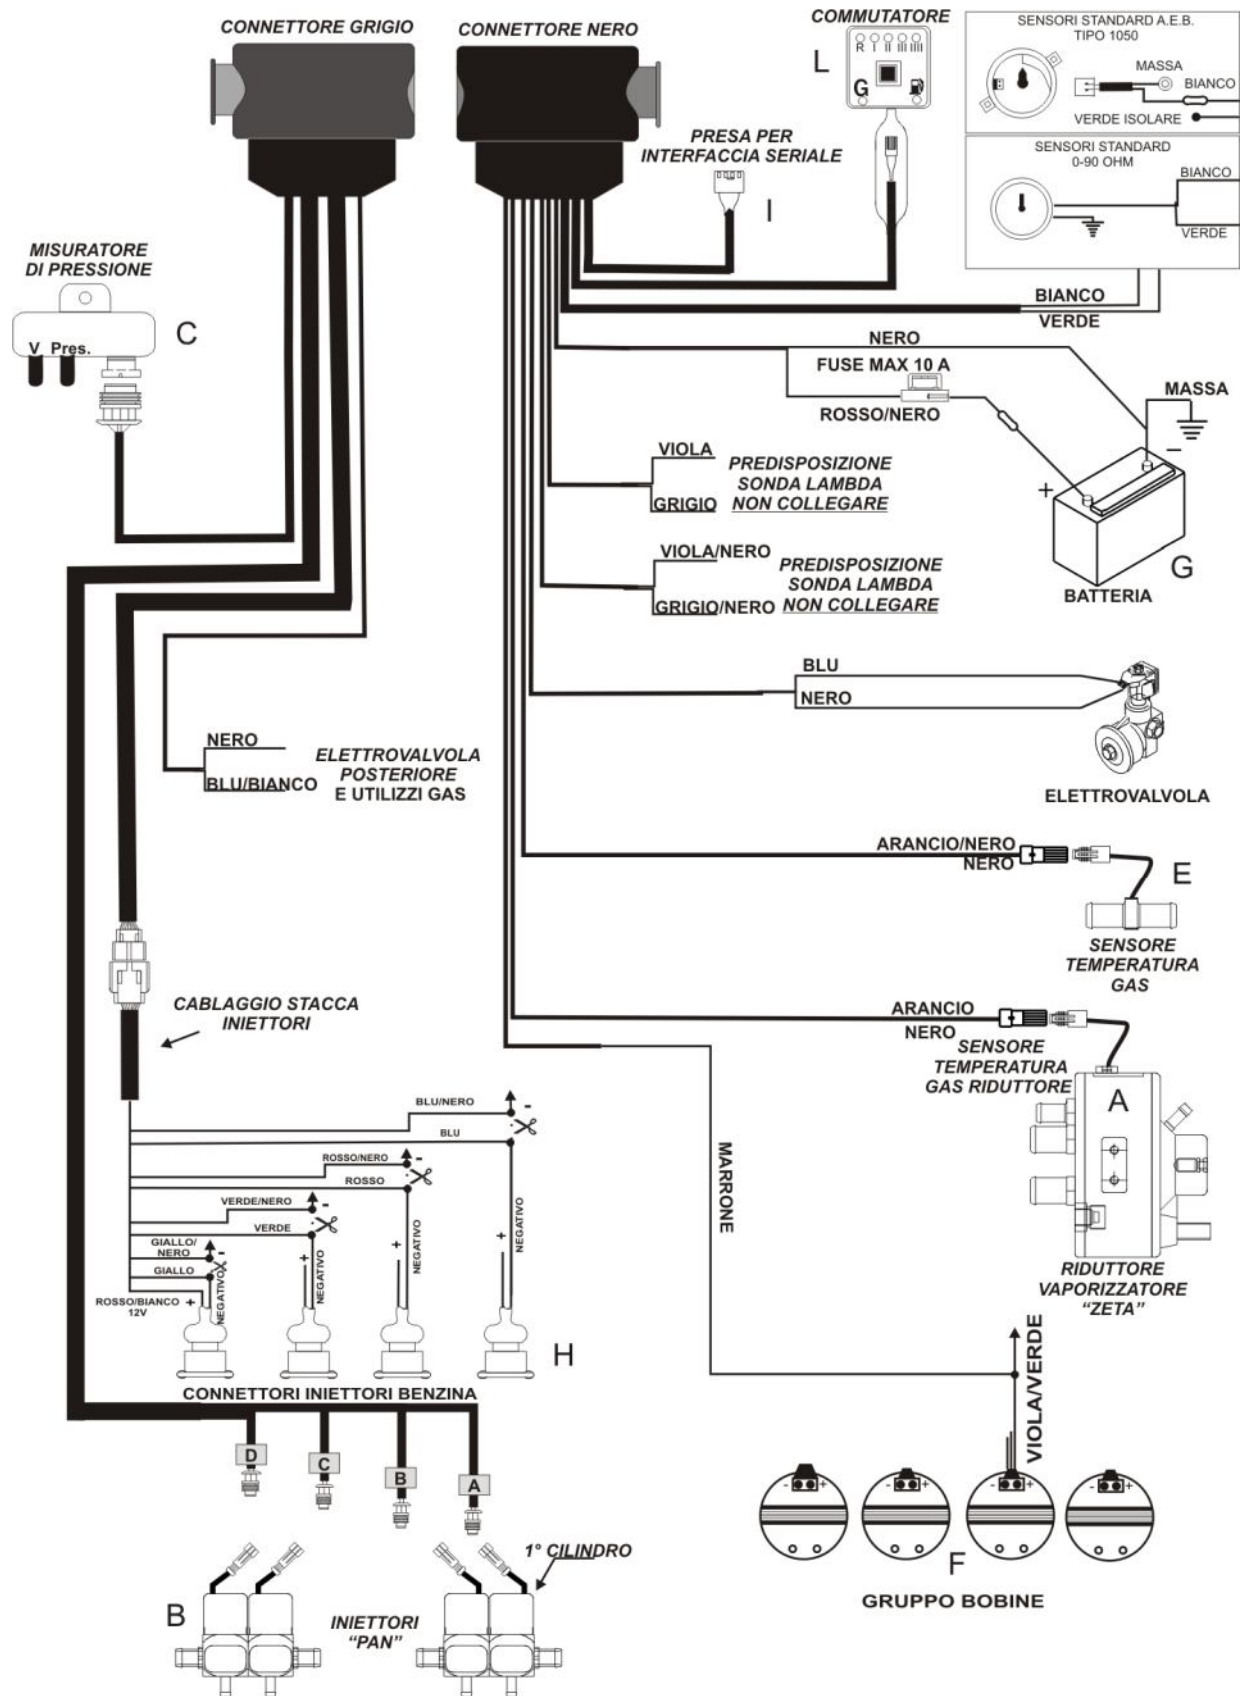 CONNETTORE GRIGIO
CONNETTORE NERO
COMMUTATORE
L
R I II III IIII
G
SENSORI STANDARD A.E.B.
TIPO 1050
MASSA
BIANCO
VERDE ISOLARE
SENSORI STANDARD
0-90 OHM
BIANCO
VERDE
PRESA PER
INTERFACCIA SERIALE
I
MISURATORE
DI PRESSIONE
C
V Pres.
BIANCO
VERDE
NERO
FUSE MAX 10 A
ROSSO/NERO
MASSA
-
+
G
BATTERIA
VIOLA
GRIGIO
PREDISPOSIZIONE
SONDA LAMBDA
NON COLLEGARE
VIOLA/NERO
GRIGIO/NERO
PREDISPOSIZIONE
SONDA LAMBDA
NON COLLEGARE
BLU
NERO
ELETTROVALVOLA
NERO
BLU/BIANCO
ELETTROVALVOLA
POSTERIORE
E UTILIZZI GAS
ARANCIO/NERO
NERO
E
SENSORE
TEMPERATURA
GAS
CABLAGGIO STACCA
INIETTORI
ARANCIO
NERO
SENSORE
TEMPERATURA
GAS RIDUTTORE
A
RIDUTTORE
VAPORIZZATORE
“ZETA”
MARRONE
BLU/NERO
-
BLU
ROSSO/NERO
-
ROSSO
VERDE/NERO
-
VERDE
GIALLO/
NERO
-
GIALLO
ROSSO/BIANCO
12V
+
NEGATIVO
+
NEGATIVO
+
NEGATIVO
+
NEGATIVO
H
CONNETTORI INIETTORI BENZINA
D
C
B
A
VIOLA/VERDE
- +
- +
- +
- +
F
GRUPPO BOBINE
1° CILINDRO
B
INIETTORI
“PAN”